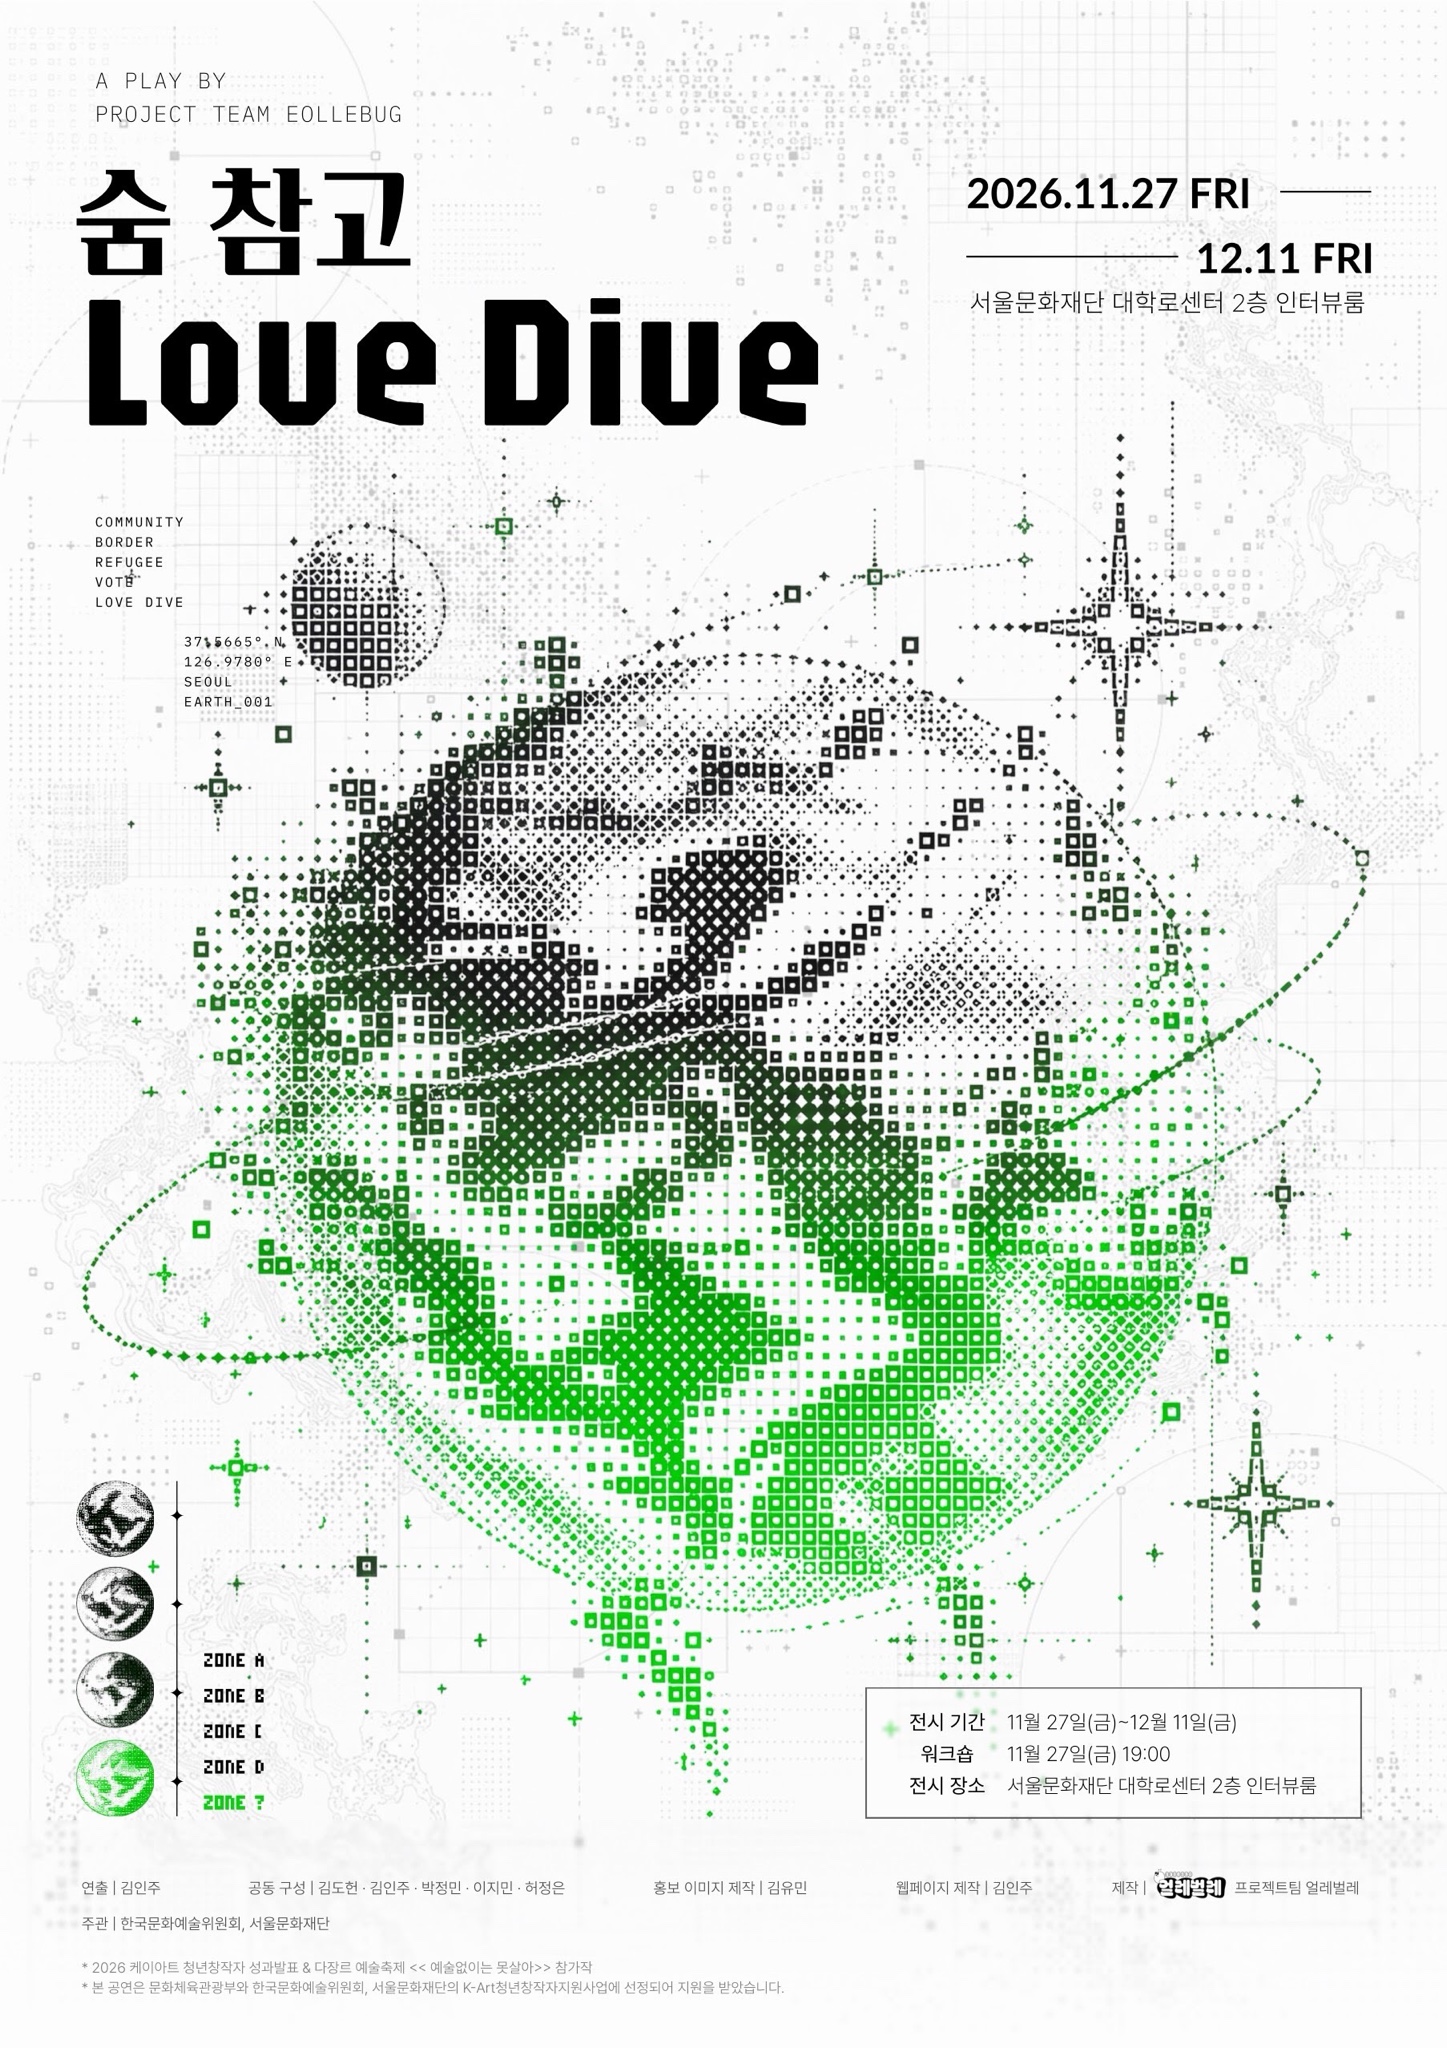 A PLAY BY
PROJECT TEAM EOLLEBUG
숨 참고
Love Dive
2026.11.27 FRI
12.11 FRI
서울문화재단 대학로센터 2층 인터뷰룸
COMMUNITY
BORDER
REFUGEE
VOTE
LOVE DIVE
37.5665° N
126.9780° E
SEOUL
EARTH_001
ZONE A
ZONE B
ZONE C
ZONE D
ZONE ?
전시 기간 11월 27일(금)~12월 11일(금)
워크숍 11월 27일(금) 19:00
전시 장소 서울문화재단 대학로센터 2층 인터뷰룸
연출 | 김인주 공동 구성 | 김도헌 · 김인주 · 박정민 · 이지민 · 허정은 홍보 이미지 제작 | 김유민 웹페이지 제작 | 김인주 제작 | 얼레벌레 프로젝트팀 얼레벌레
주관 | 한국문화예술위원회, 서울문화재단
* 2026 케이아트 청년창작자 성과발표 & 다장르 예술축제 << 예술없이는 못살아>> 참가작
* 본 공연은 문화체육관광부와 한국문화예술위원회, 서울문화재단의 K-Art청년창작자지원사업에 선정되어 지원을 받았습니다.